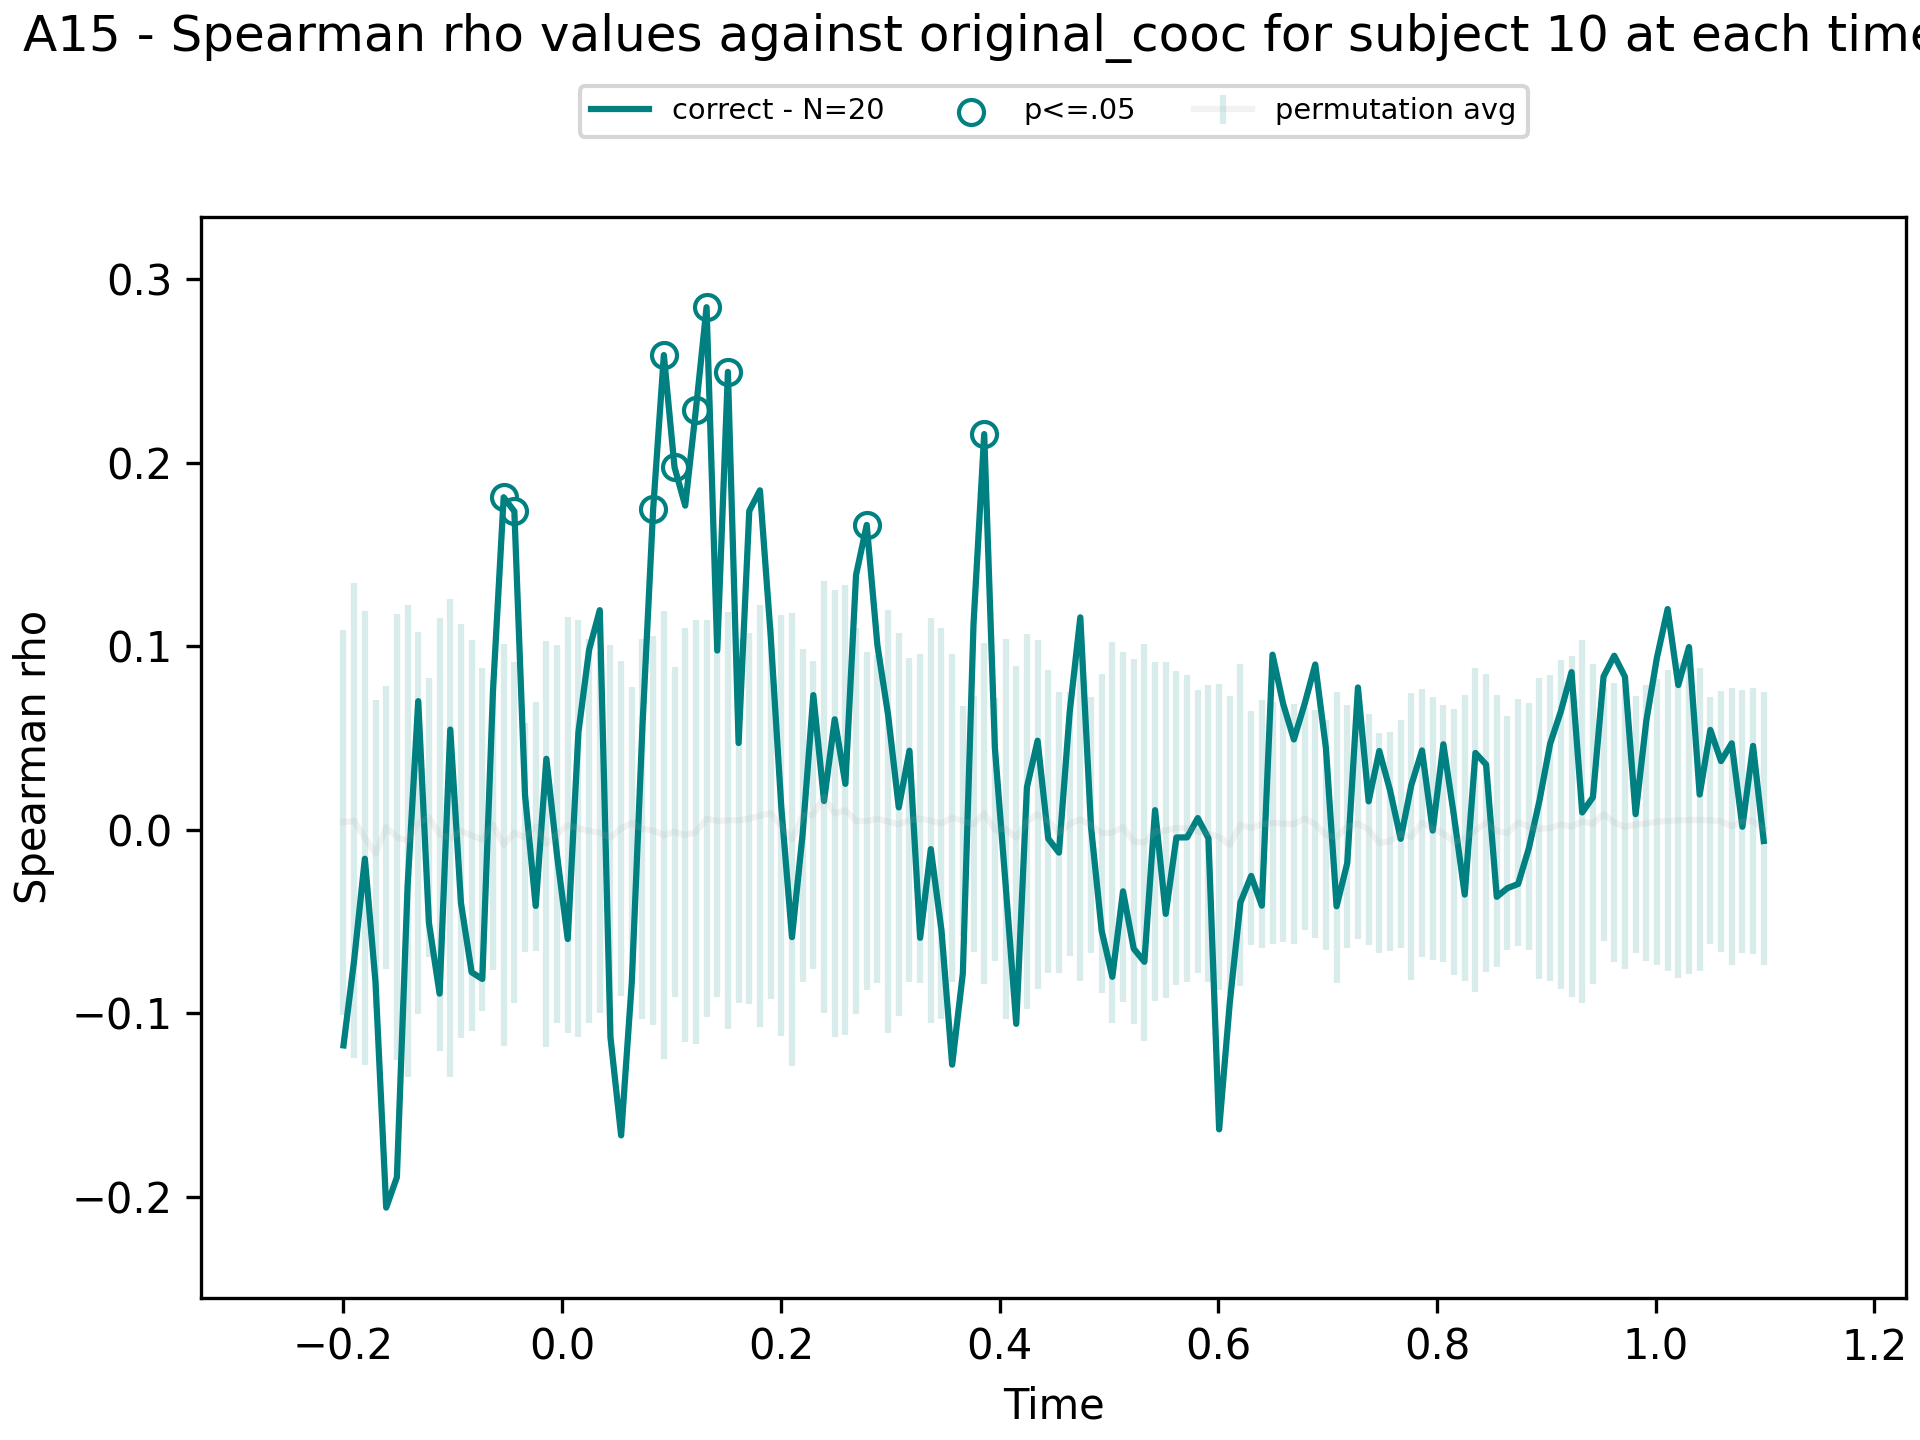 A15 - Spearman rho values against original_cooc for subject 10 at each time
correct - N=20 p<=.05 permutation avg
0.3
0.2
0.1
0.0
−0.1
−0.2
Spearman rho
−0.2 0.0 0.2 0.4 0.6 0.8 1.0 1.2
Time